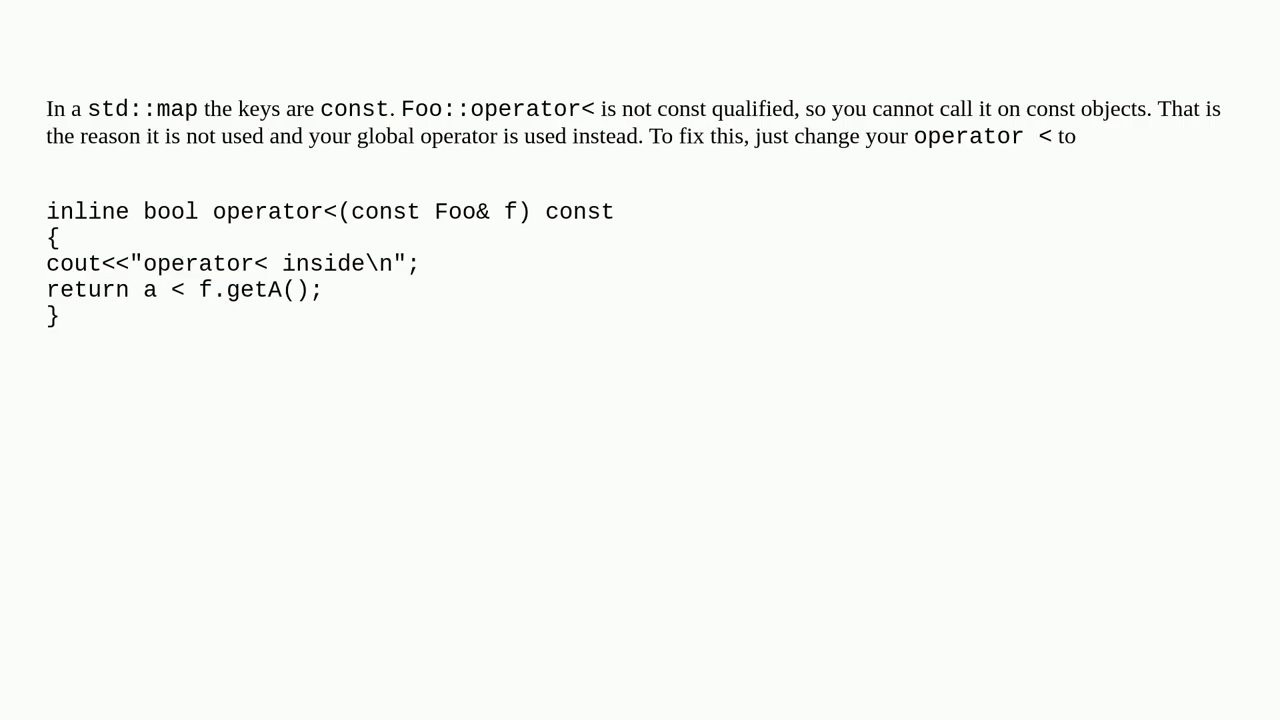 In a std::map the keys are const. Foo::operator< is not const qualified, so you cannot call it on const objects. That is
the reason it is not used and your global operator is used instead. To fix this, just change your operator < to
inline bool operator<(const Foo& f) const
{
cout<<"operator< inside\n";
return a < f.getA();
}